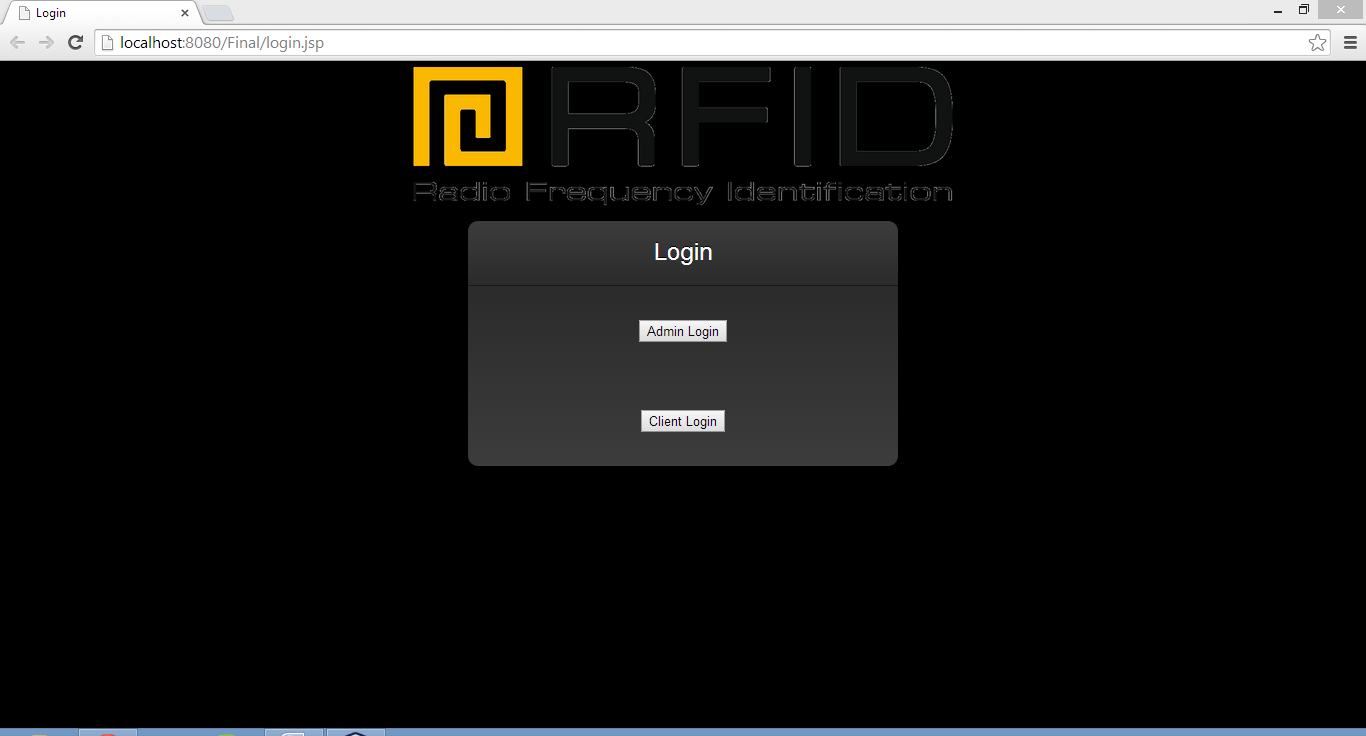 Login
localhost:8080/Final/login.jsp
RFID
Radio Frequency Identification
Login
Admin Login
Client Login